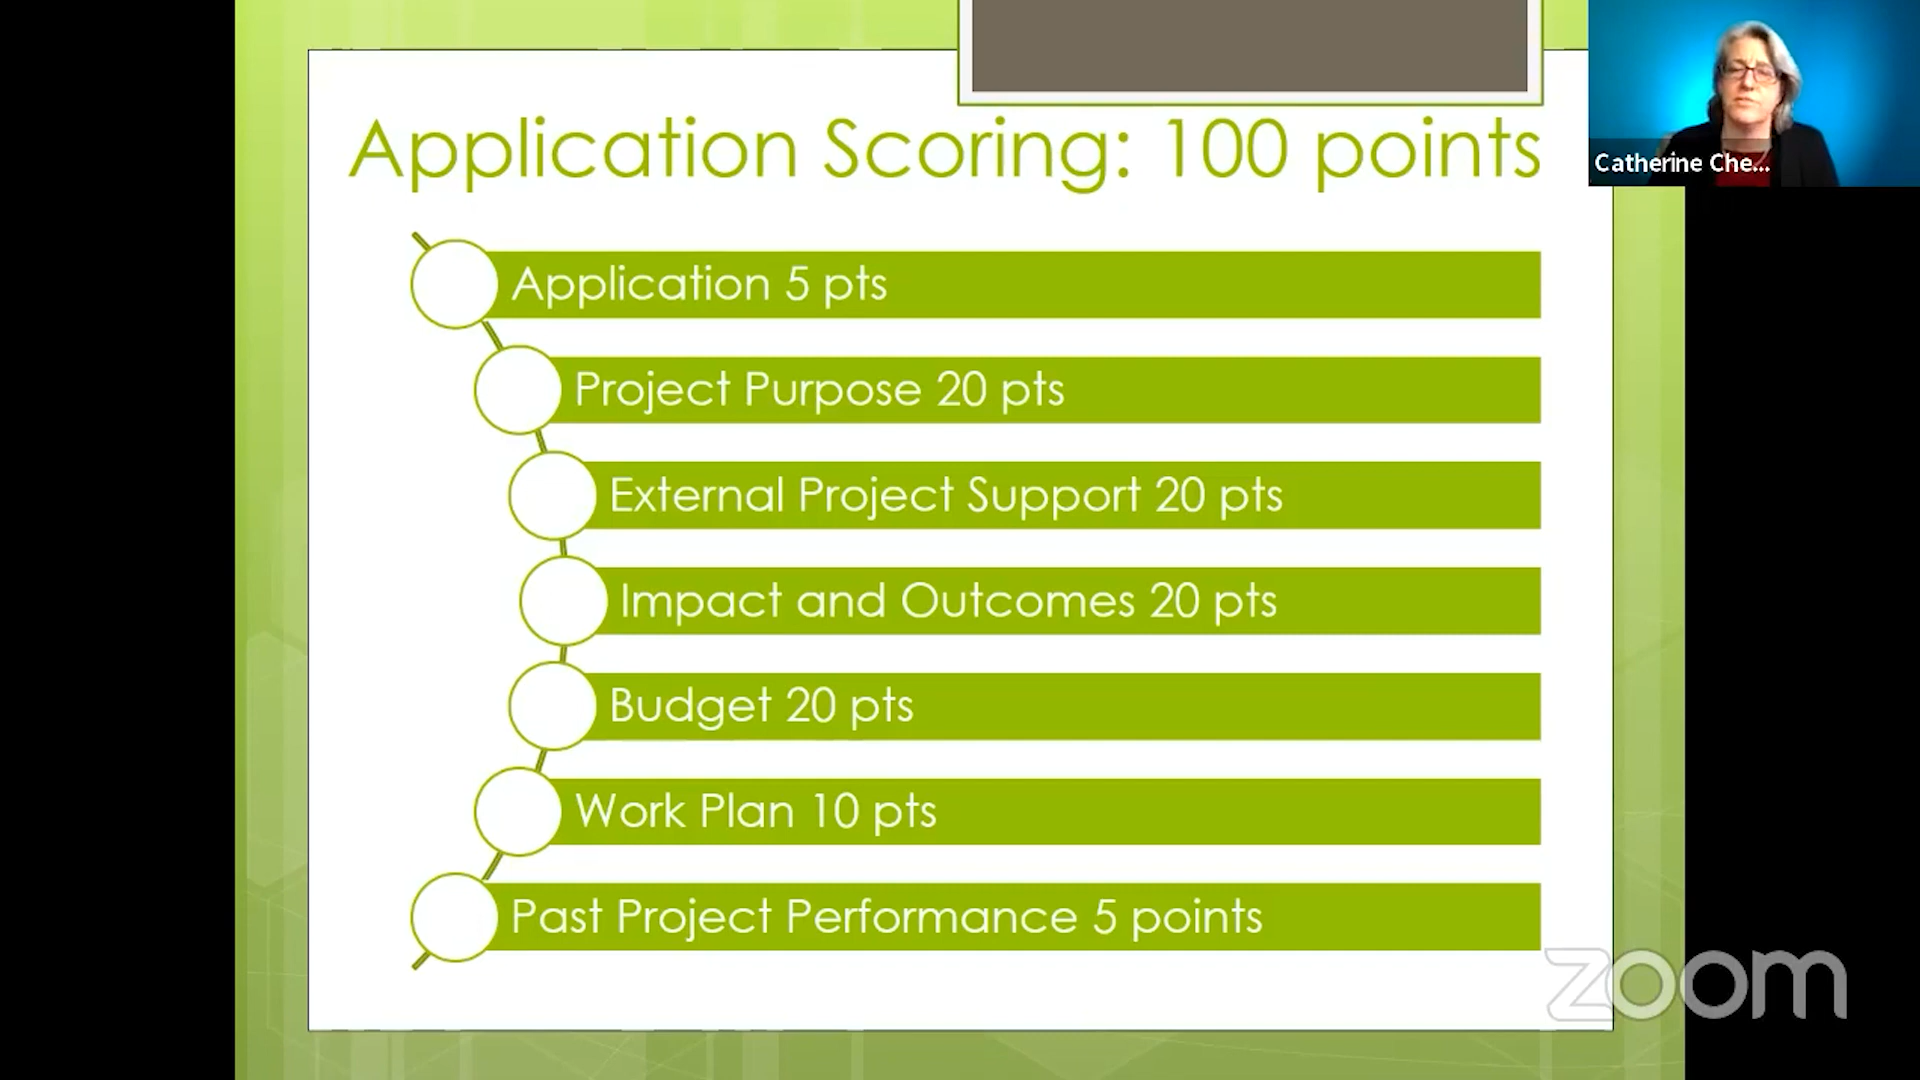 Application Scoring: 100 points
Catherine Che...
Application 5 pts
Project Purpose 20 pts
External Project Support 20 pts
Impact and Outcomes 20 pts
Budget 20 pts
Work Plan 10 pts
Past Project Performance 5 points
zoom